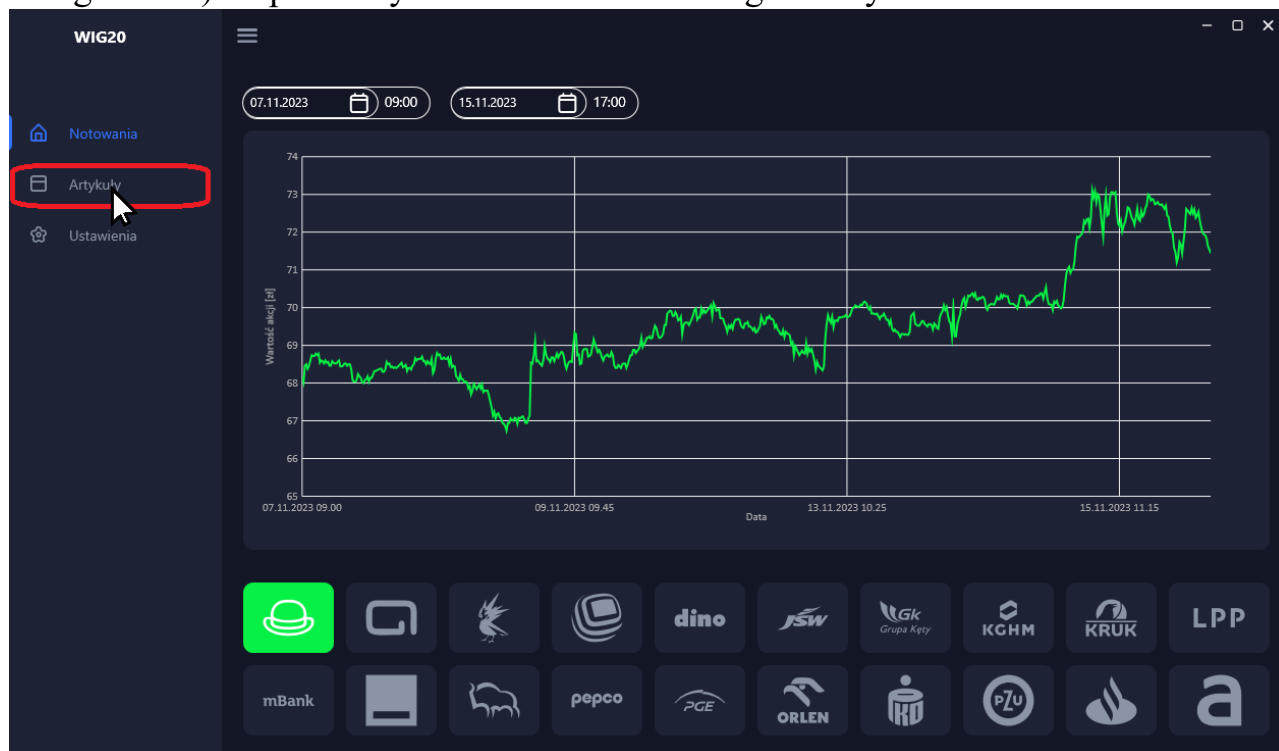 WIG20
07.11.2023 09:00 15.11.2023 17:00
Notowania
Artykuły
Ustawienia
74
73
72
71
70
69
68
67
66
65
Wartość akcji [zł]
07.11.2023 09.00 09.11.2023 09.45 13.11.2023 10.25 15.11.2023 11.15
Data
dino JSW Gk Grupa Kęty KGHM KRUK LPP
mBank pepco PGE ORLEN PKO PZU a